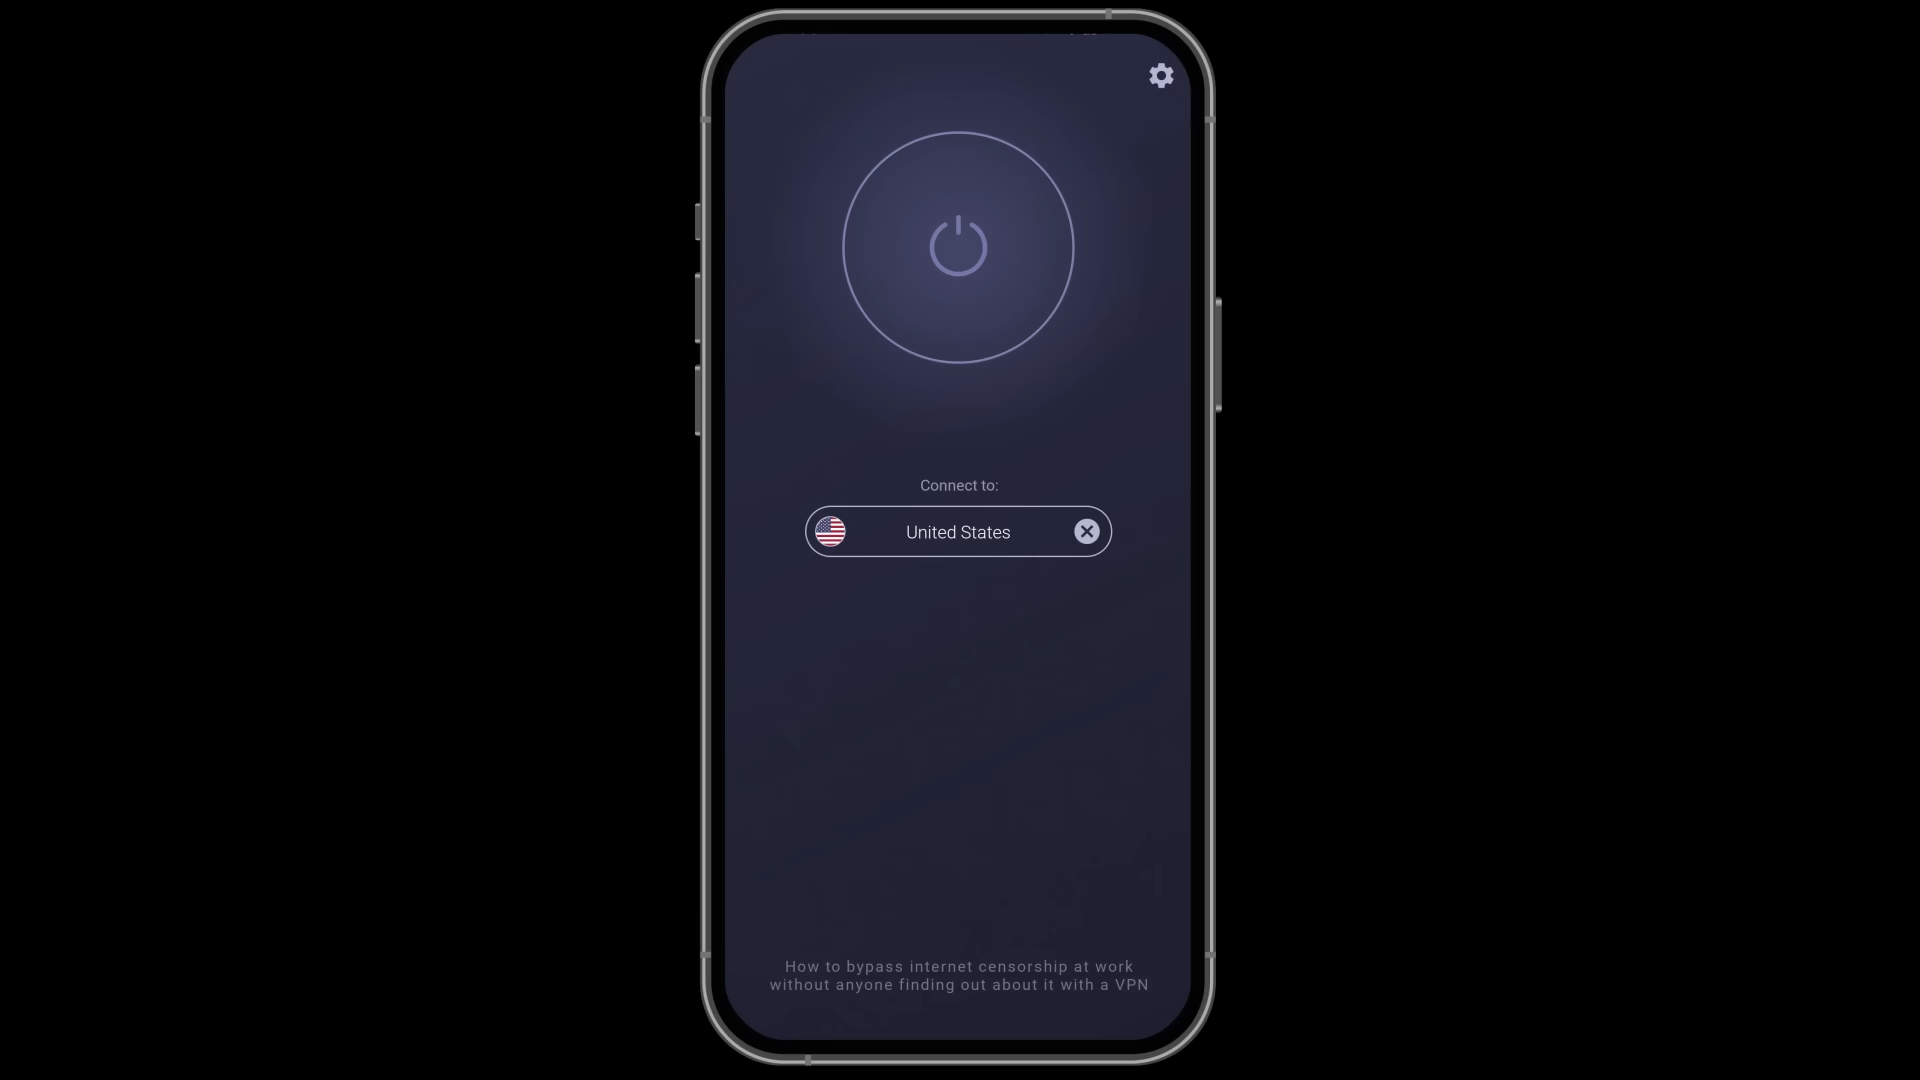 Connect to:
United States
How to bypass internet censorship at work
without anyone finding out about it with a VPN